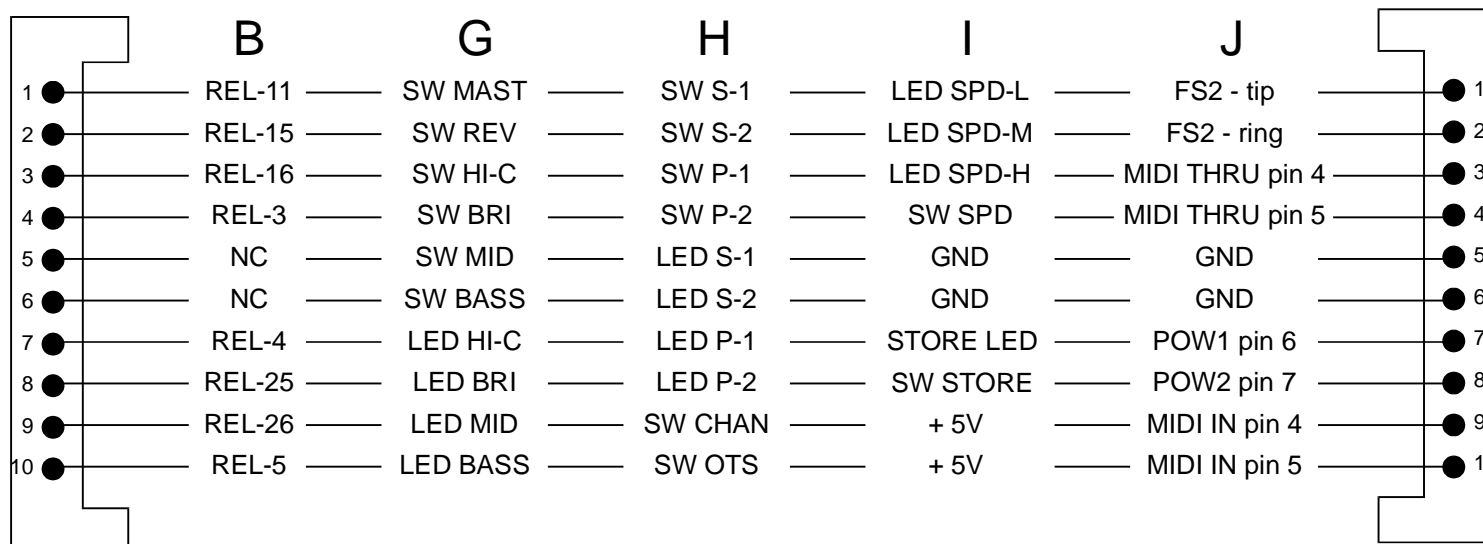 B G H I J
1 REL-11 SW MAST SW S-1 LED SPD-L FS2 - tip 1
2 REL-15 SW REV SW S-2 LED SPD-M FS2 - ring 2
3 REL-16 SW HI-C SW P-1 LED SPD-H MIDI THRU pin 4 3
4 REL-3 SW BRI SW P-2 SW SPD MIDI THRU pin 5 4
5 NC SW MID LED S-1 GND GND 5
6 NC SW BASS LED S-2 GND GND 6
7 REL-4 LED HI-C LED P-1 STORE LED POW1 pin 6 7
8 REL-25 LED BRI LED P-2 SW STORE POW2 pin 7 8
9 REL-26 LED MID SW CHAN + 5V MIDI IN pin 4 9
10 REL-5 LED BASS SW OTS + 5V MIDI IN pin 5 1